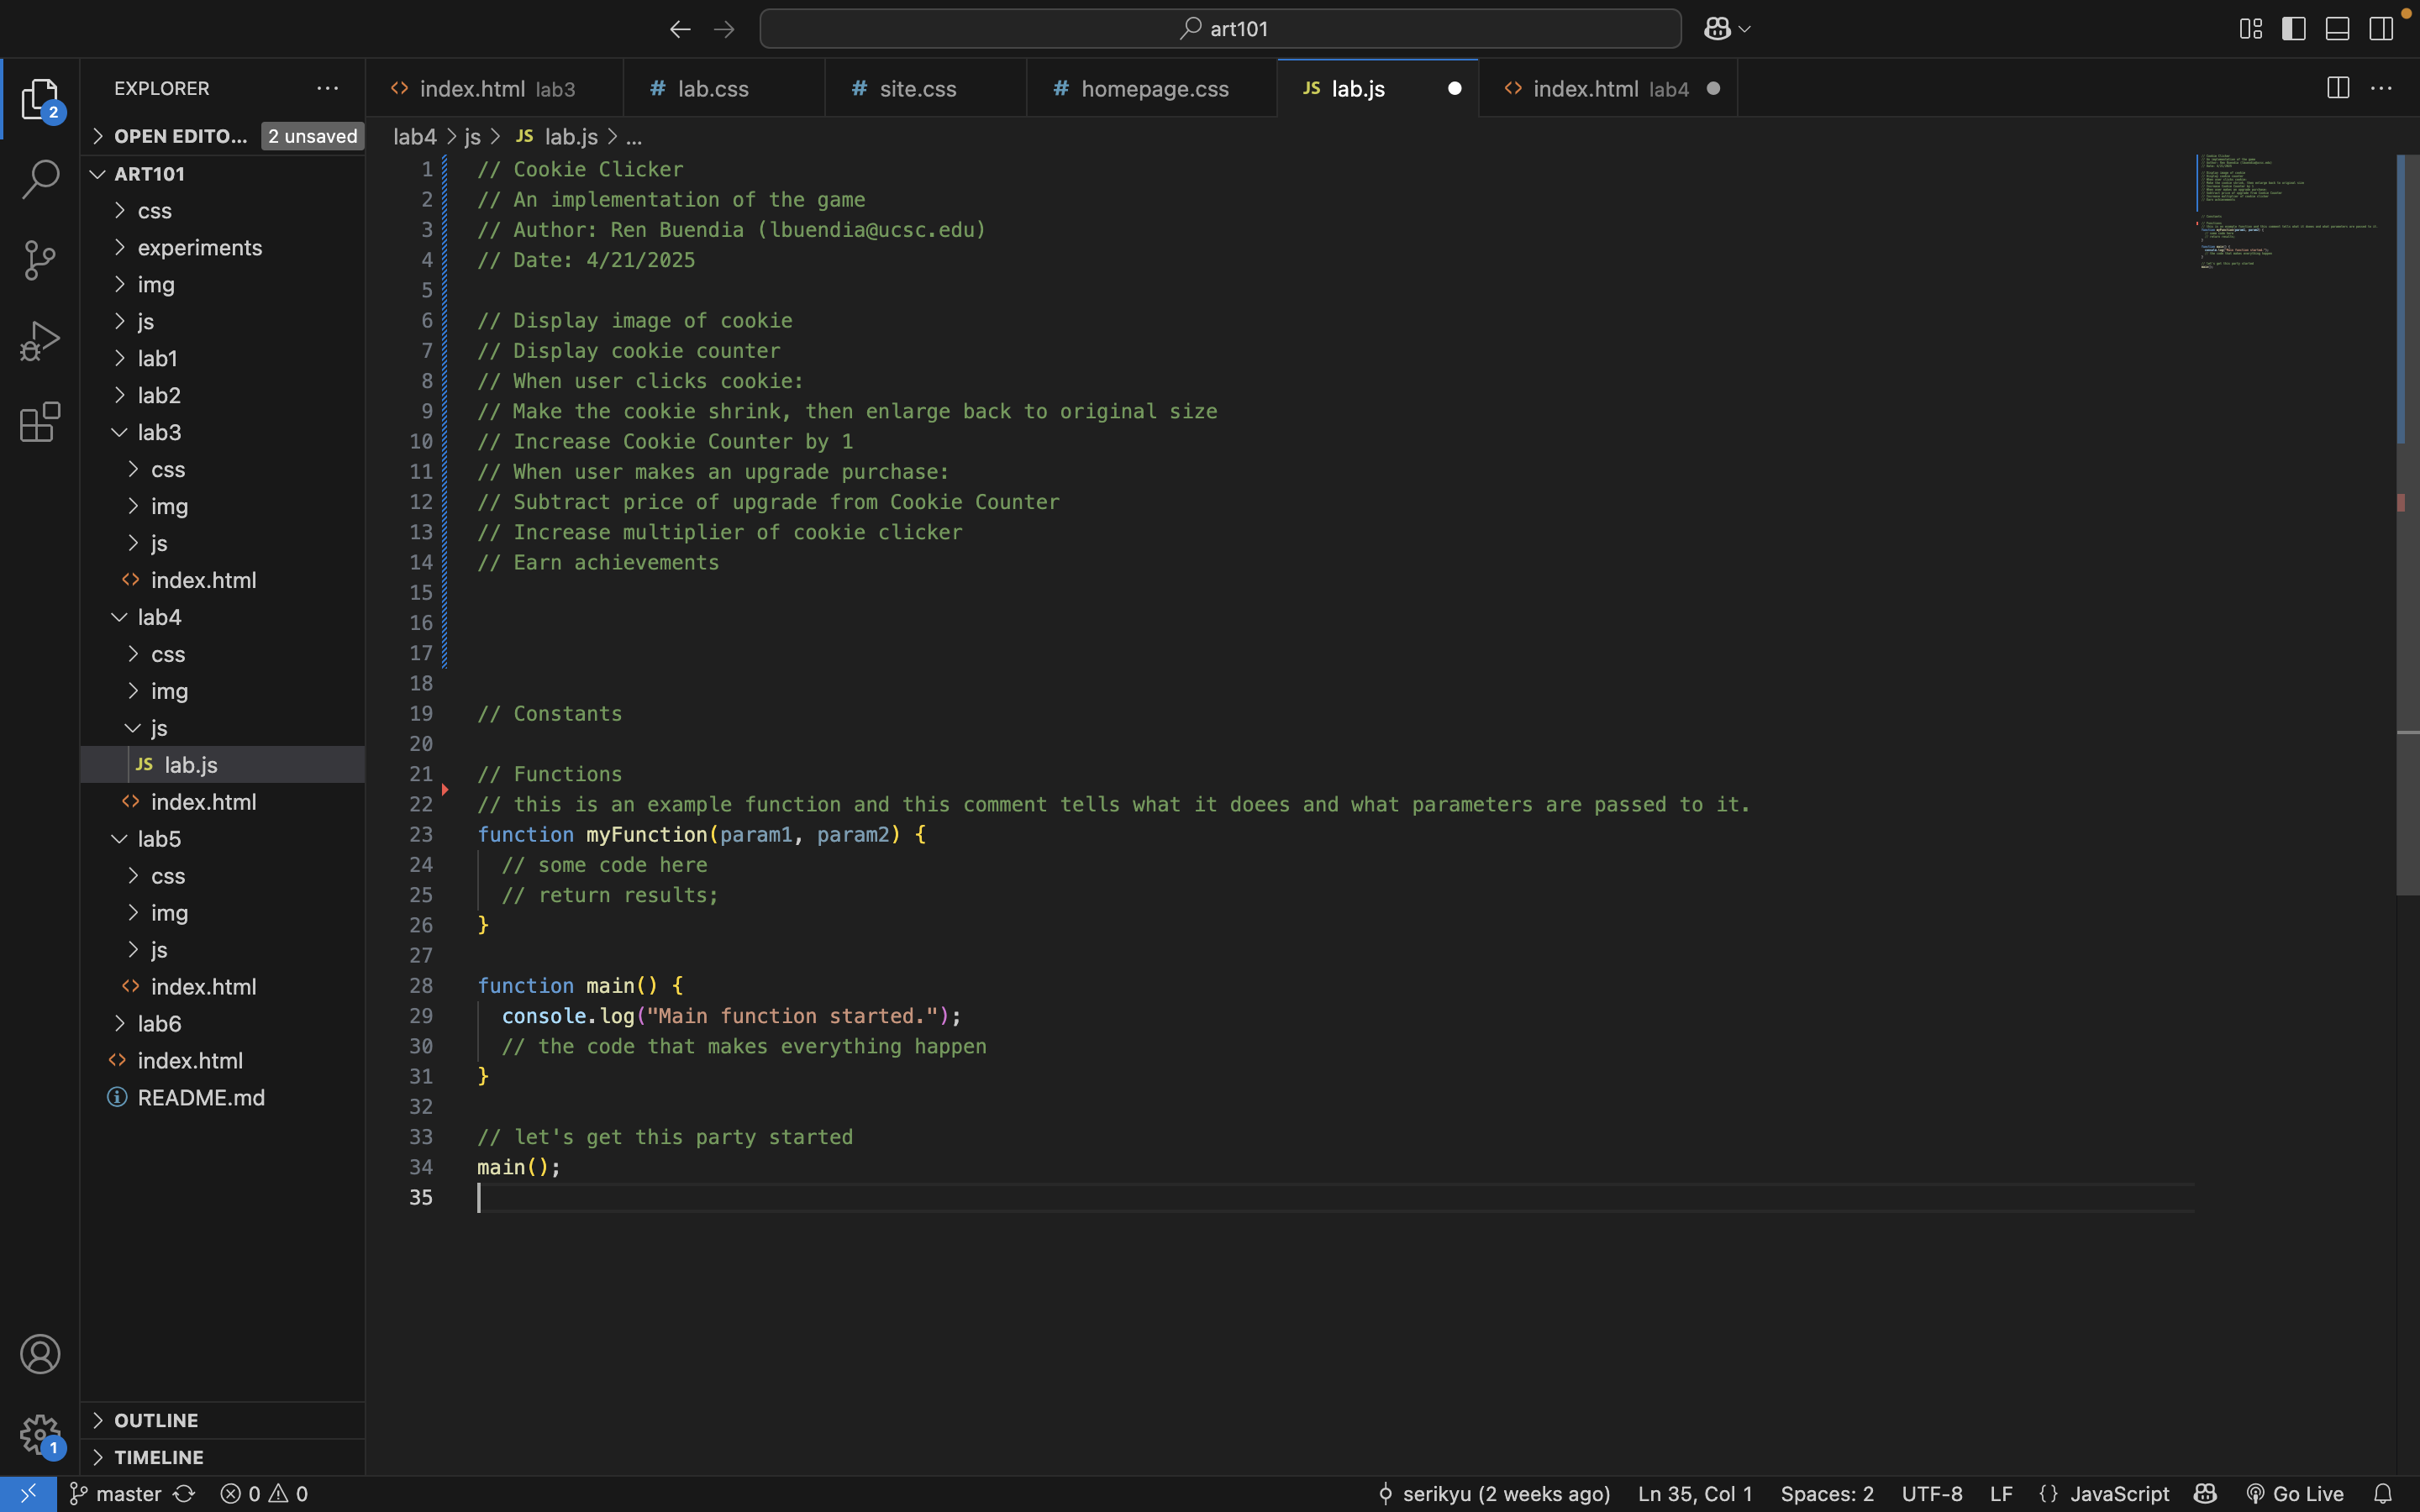 art101
EXPLORER
OPEN EDITO... 2 unsaved
ART101
css
experiments
img
js
lab1
lab2
lab3
css
img
js
index.html
lab4
css
img
js
JS lab.js
index.html
lab5
css
img
js
index.html
lab6
index.html
README.md
OUTLINE
TIMELINE
2
1
index.html lab3
# lab.css
# site.css
# homepage.css
JS lab.js
index.html lab4
lab4 > js > JS lab.js > ...
1 // Cookie Clicker
2 // An implementation of the game
3 // Author: Ren Buendia (lbuendia@ucsc.edu)
4 // Date: 4/21/2025
5
6 // Display image of cookie
7 // Display cookie counter
8 // When user clicks cookie:
9 // Make the cookie shrink, then enlarge back to original size
10 // Increase Cookie Counter by 1
11 // When user makes an upgrade purchase:
12 // Subtract price of upgrade from Cookie Counter
13 // Increase multiplier of cookie clicker
14 // Earn achievements
15
16
17
18
19 // Constants
20
21 // Functions
22 // this is an example function and this comment tells what it doees and what parameters are passed to it.
23 function myFunction(param1, param2) {
24 // some code here
25 // return results;
26 }
27
28 function main() {
29 console.log("Main function started.");
30 // the code that makes everything happen
31 }
32
33 // let's get this party started
34 main();
35
master 0 0 serikyu (2 weeks ago) Ln 35, Col 1 Spaces: 2 UTF-8 LF {} JavaScript Go Live